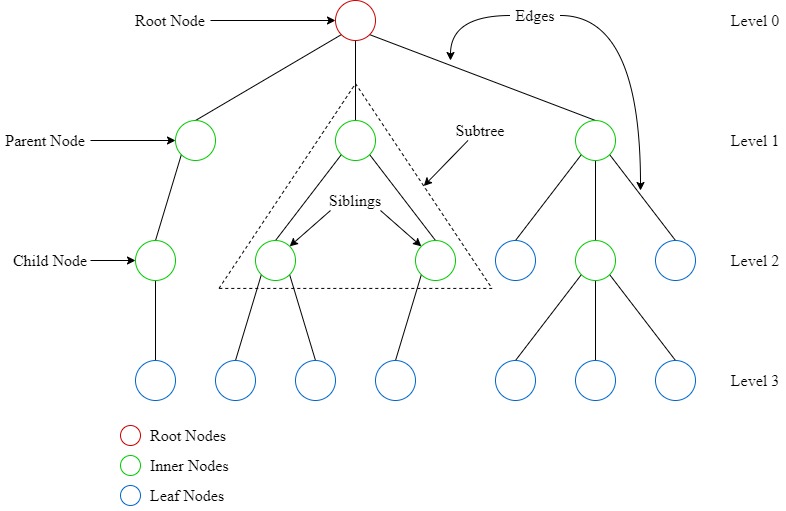 Root Node
Edges
Level 0
Parent Node
Subtree
Level 1
Siblings
Child Node
Level 2
Level 3
Root Nodes
Inner Nodes
Leaf Nodes